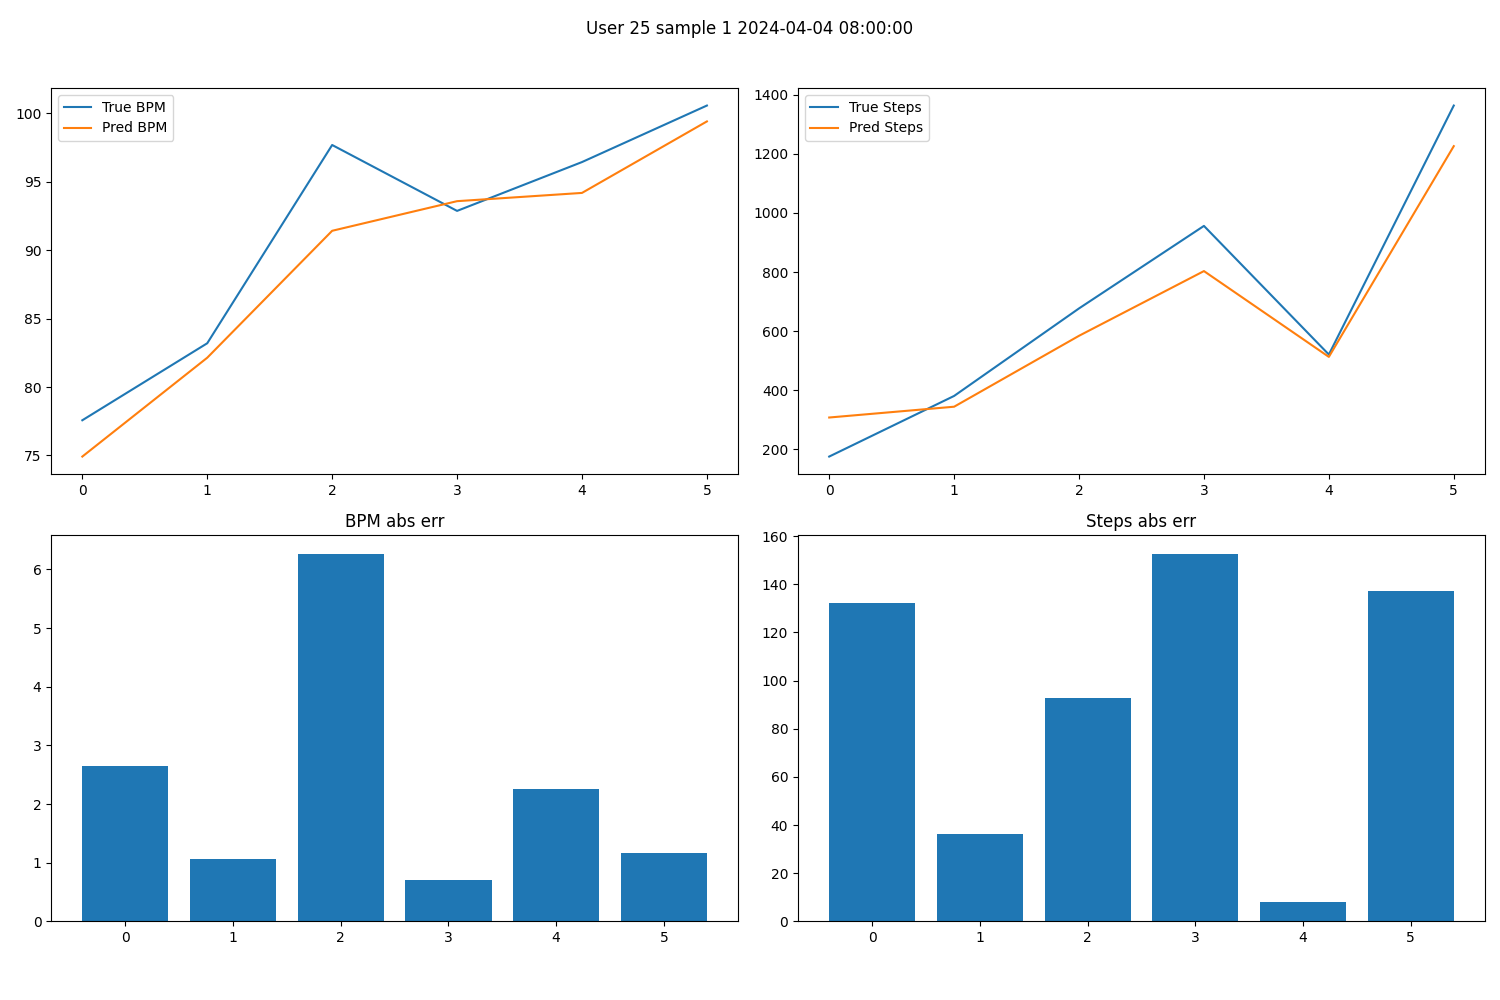 User 25 sample 1 2024-04-04 08:00:00
True BPM
Pred BPM
100
95
90
85
80
75
0 1 2 3 4 5
True Steps
Pred Steps
1400
1200
1000
800
600
400
200
0 1 2 3 4 5
BPM abs err
6
5
4
3
2
1
0
0 1 2 3 4 5
Steps abs err
160
140
120
100
80
60
40
20
0
0 1 2 3 4 5